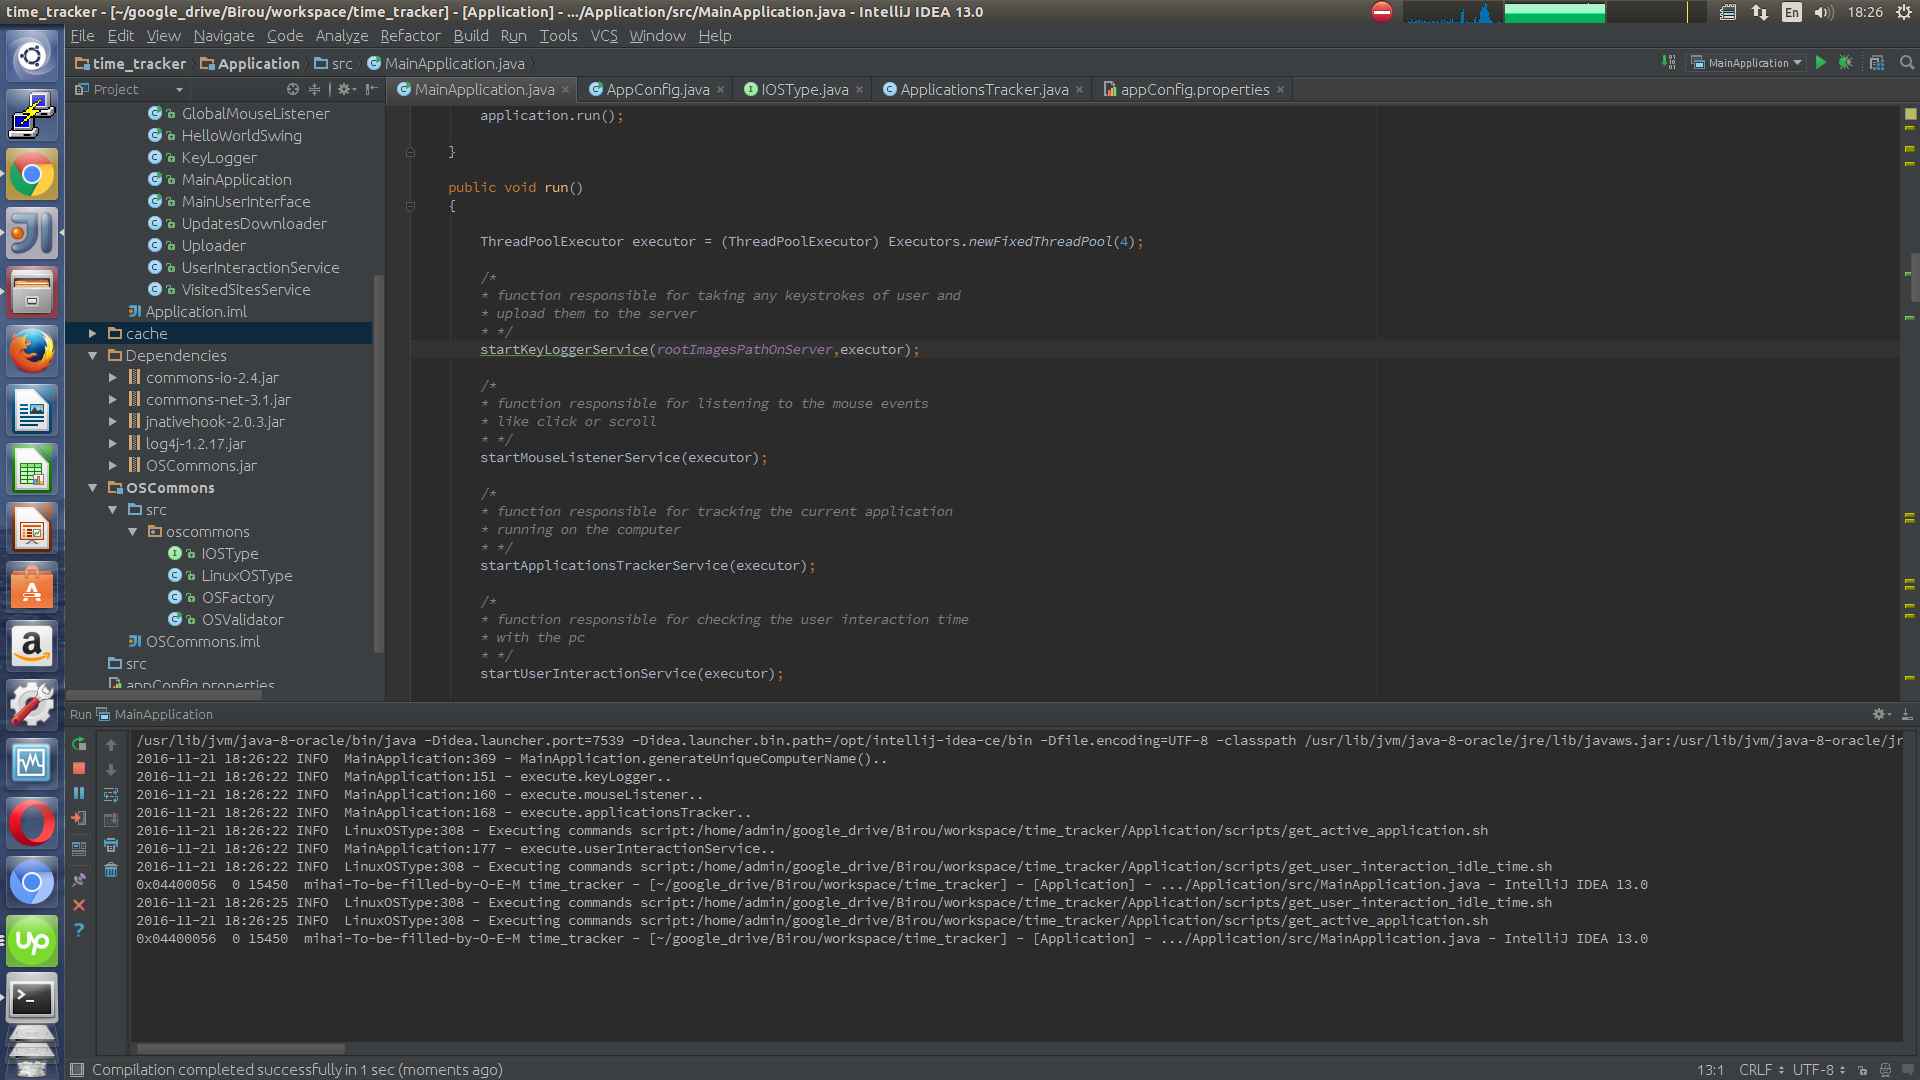 time_tracker - [~/google_drive/Birou/workspace/time_tracker] - [Application] - .../Application/src/MainApplication.java - IntelliJ IDEA 13.0
En
18:26
File Edit View Navigate Code Analyze Refactor Build Run Tools VCS Window Help
time_tracker Application src MainApplication.java
MainApplication
Project
MainApplication.java AppConfig.java IOSType.java ApplicationsTracker.java appConfig.properties
GlobalMouseListener
HelloWorldSwing
KeyLogger
MainApplication
MainUserInterface
UpdatesDownloader
Uploader
UserInteractionService
VisitedSitesService
Application.iml
cache
Dependencies
commons-io-2.4.jar
commons-net-3.1.jar
jnativehook-2.0.3.jar
log4j-1.2.17.jar
OSCommons.jar
OSCommons
src
oscommons
IOSType
LinuxOSType
OSFactory
OSValidator
OSCommons.iml
src
appConfig.properties
application.run();
}
public void run()
{
ThreadPoolExecutor executor = (ThreadPoolExecutor) Executors.newFixedThreadPool(4);
/*
* function responsible for taking any keystrokes of user and
* upload them to the server
* */
startKeyLoggerService(rootImagesPathOnServer,executor);
/*
* function responsible for listening to the mouse events
* like click or scroll
* */
startMouseListenerService(executor);
/*
* function responsible for tracking the current application
* running on the computer
* */
startApplicationsTrackerService(executor);
/*
* function responsible for checking the user interaction time
* with the pc
* */
startUserInteractionService(executor);
Run MainApplication
/usr/lib/jvm/java-8-oracle/bin/java -Didea.launcher.port=7539 -Didea.launcher.bin.path=/opt/intellij-idea-ce/bin -Dfile.encoding=UTF-8 -classpath /usr/lib/jvm/java-8-oracle/jre/lib/javaws.jar:/usr/lib/jvm/java-8-oracle/jr
2016-11-21 18:26:22 INFO  MainApplication:369 - MainApplication.generateUniqueComputerName()..
2016-11-21 18:26:22 INFO  MainApplication:151 - execute.keyLogger..
2016-11-21 18:26:22 INFO  MainApplication:160 - execute.mouseListener..
2016-11-21 18:26:22 INFO  MainApplication:168 - execute.applicationsTracker..
2016-11-21 18:26:22 INFO  LinuxOSType:308 - Executing commands script:/home/admin/google_drive/Birou/workspace/time_tracker/Application/scripts/get_active_application.sh
2016-11-21 18:26:22 INFO  MainApplication:177 - execute.userInteractionService..
2016-11-21 18:26:22 INFO  LinuxOSType:308 - Executing commands script:/home/admin/google_drive/Birou/workspace/time_tracker/Application/scripts/get_user_interaction_idle_time.sh
0x04400056  0 15450  mihai-To-be-filled-by-O-E-M time_tracker - [~/google_drive/Birou/workspace/time_tracker] - [Application] - .../Application/src/MainApplication.java - IntelliJ IDEA 13.0
2016-11-21 18:26:25 INFO  LinuxOSType:308 - Executing commands script:/home/admin/google_drive/Birou/workspace/time_tracker/Application/scripts/get_user_interaction_idle_time.sh
2016-11-21 18:26:25 INFO  LinuxOSType:308 - Executing commands script:/home/admin/google_drive/Birou/workspace/time_tracker/Application/scripts/get_active_application.sh
0x04400056  0 15450  mihai-To-be-filled-by-O-E-M time_tracker - [~/google_drive/Birou/workspace/time_tracker] - [Application] - .../Application/src/MainApplication.java - IntelliJ IDEA 13.0
Compilation completed successfully in 1 sec (moments ago)
13:1 CRLF UTF-8